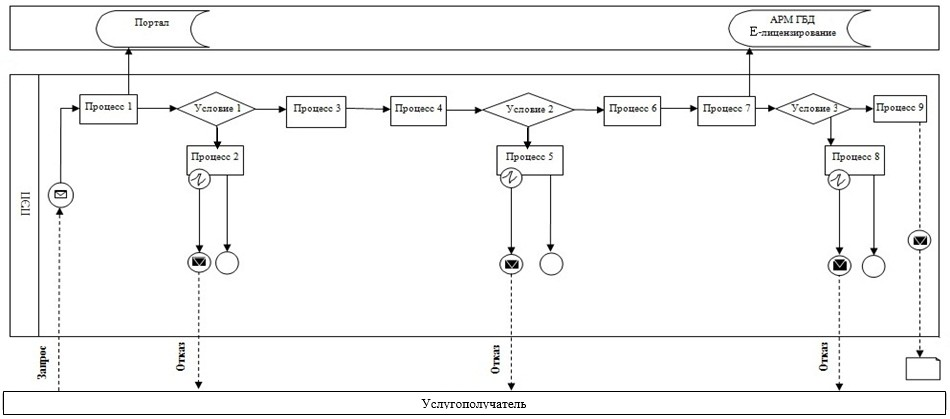 Портал
АРМ ГБД
Е-лицензирование
Процесс 1
Условие 1
Процесс 3
Процесс 4
Условие 2
Процесс 6
Процесс 7
Условие 3
Процесс 9
Процесс 2
Процесс 5
Процесс 8
ПЭП
Запрос
Отказ
Отказ
Отказ
Услугополучатель